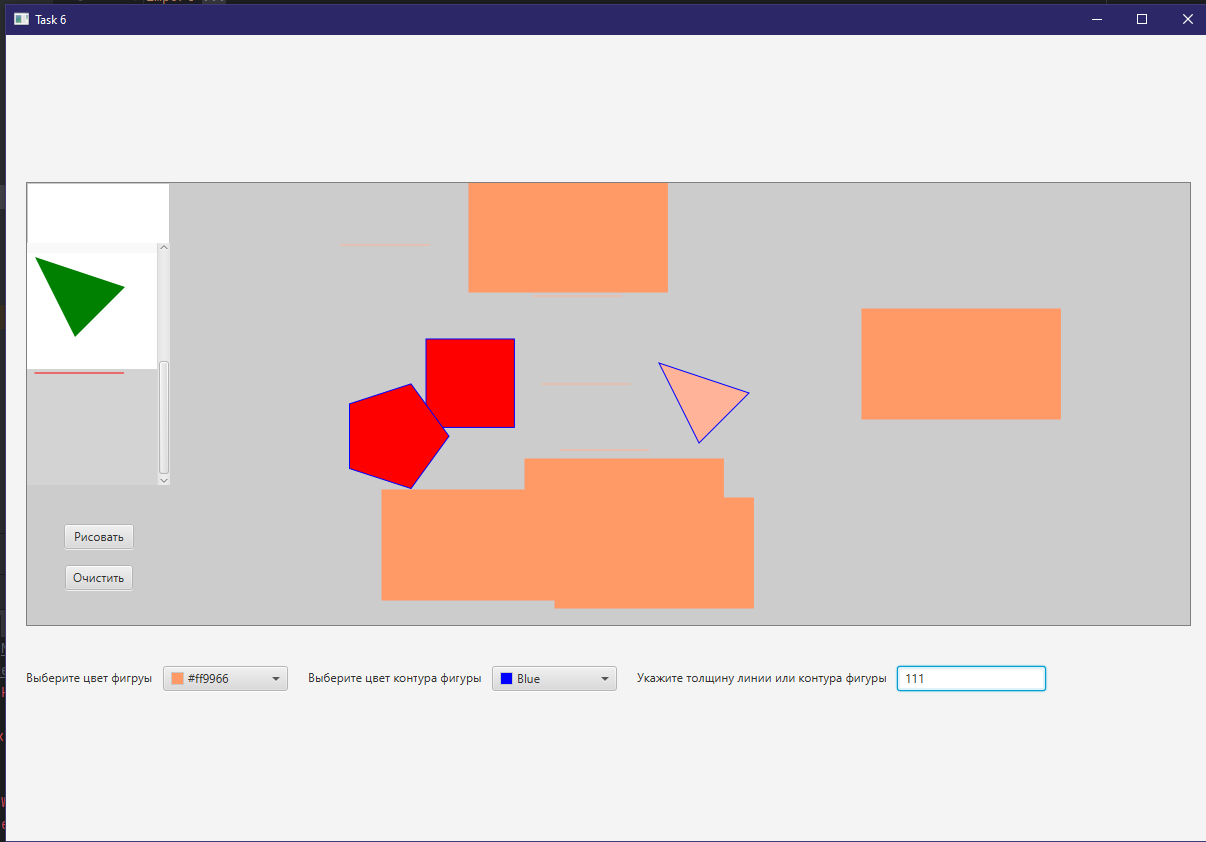 Task 6
Рисовать
Очистить
Выберите цвет фигруы
#ff9966
Выберите цвет контура фигуры
Blue
Укажите толщину линии или контура фигуры
111